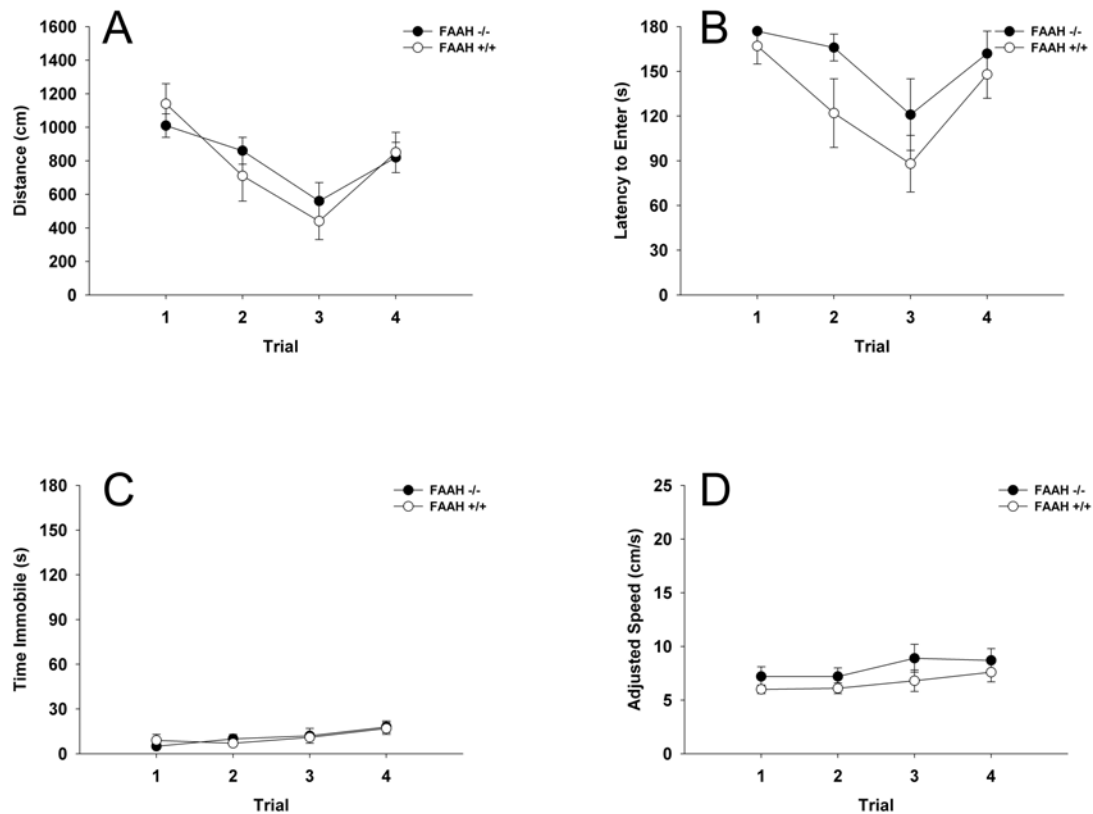 A
FAAH -/-
FAAH +/+
Distance (cm)
1600
1400
1200
1000
800
600
400
200
0
1 2 3 4
Trial
B
FAAH -/-
FAAH +/+
Latency to Enter (s)
180
150
120
90
60
30
0
1 2 3 4
Trial
C
FAAH -/-
FAAH +/+
Time Immobile (s)
180
150
120
90
60
30
0
1 2 3 4
Trial
D
FAAH -/-
FAAH +/+
Adjusted Speed (cm/s)
25
20
15
10
5
0
1 2 3 4
Trial